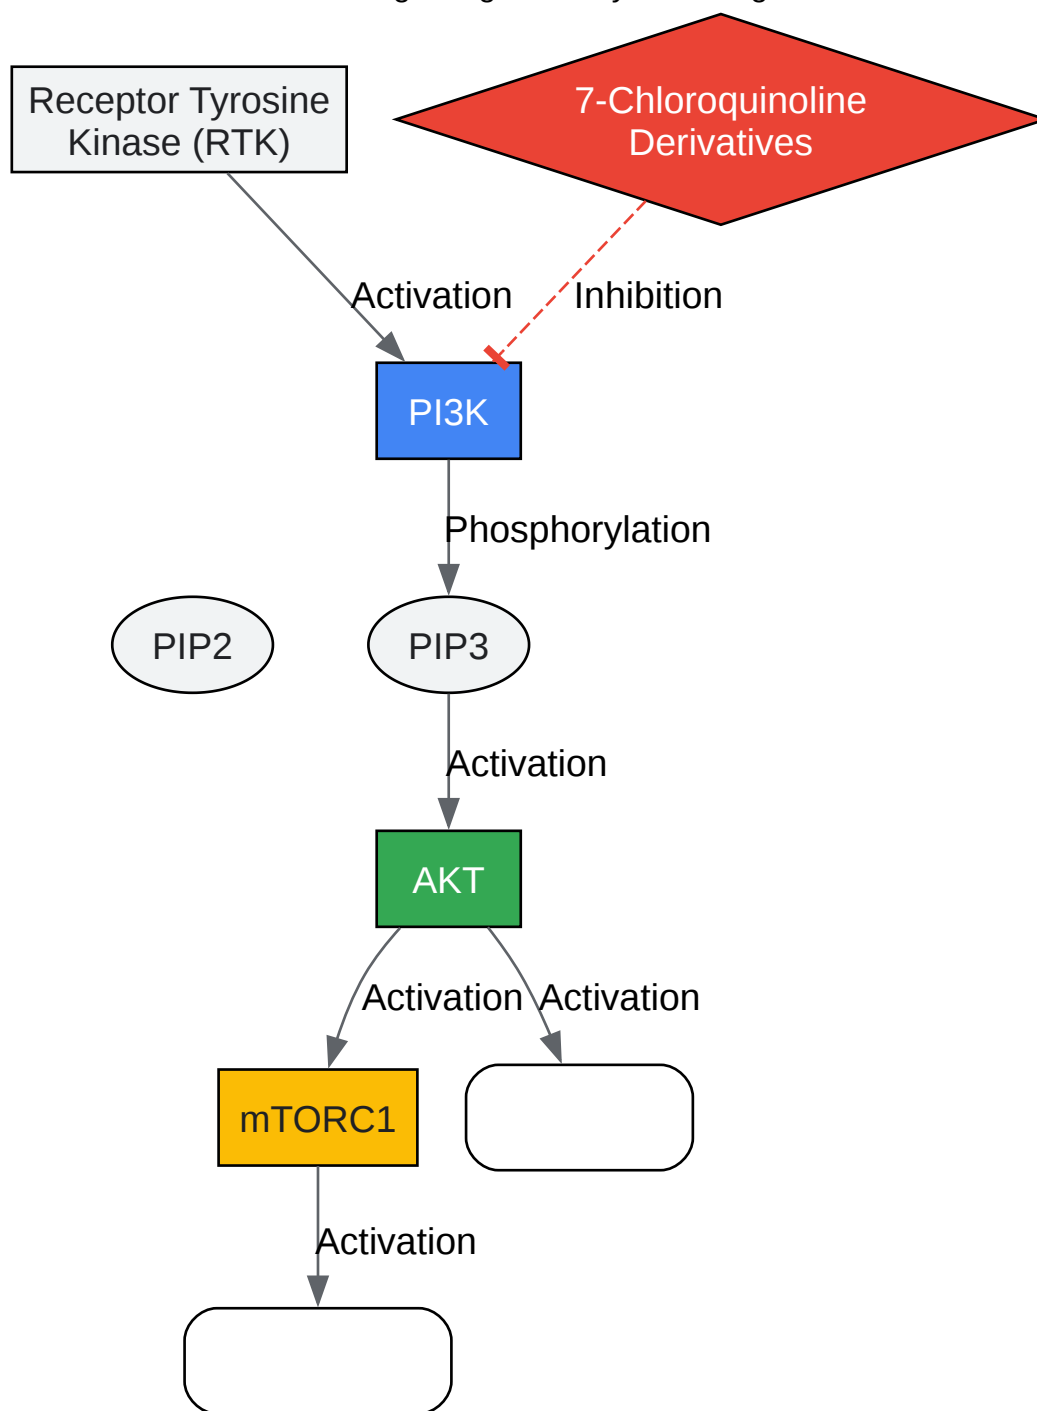 Receptor Tyrosine
Kinase (RTK)
7-Chloroquinoline
Derivatives
Activation
Inhibition
PI3K
Phosphorylation
PIP2
PIP3
Activation
AKT
Activation
Activation
mTORC1
Activation